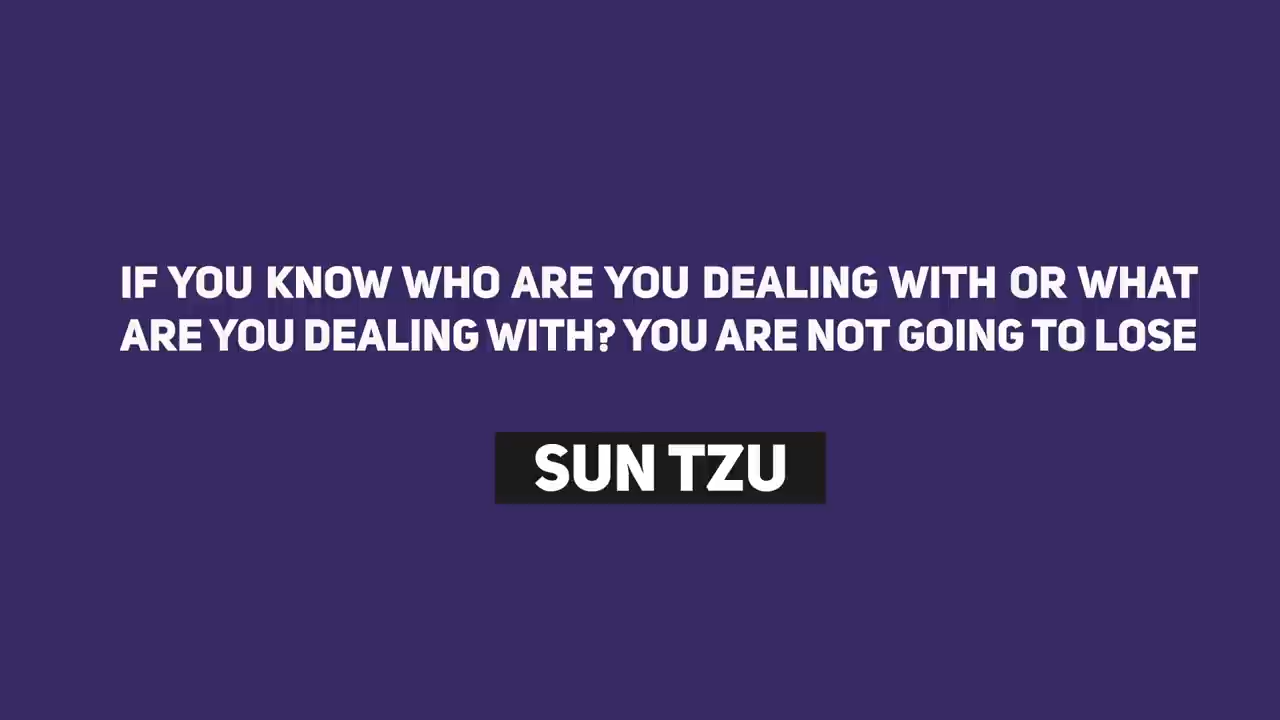 IF YOU KNOW WHO ARE YOU DEALING WITH OR WHAT
ARE YOU DEALING WITH? YOU ARE NOT GOING TO LOSE
SUN TZU